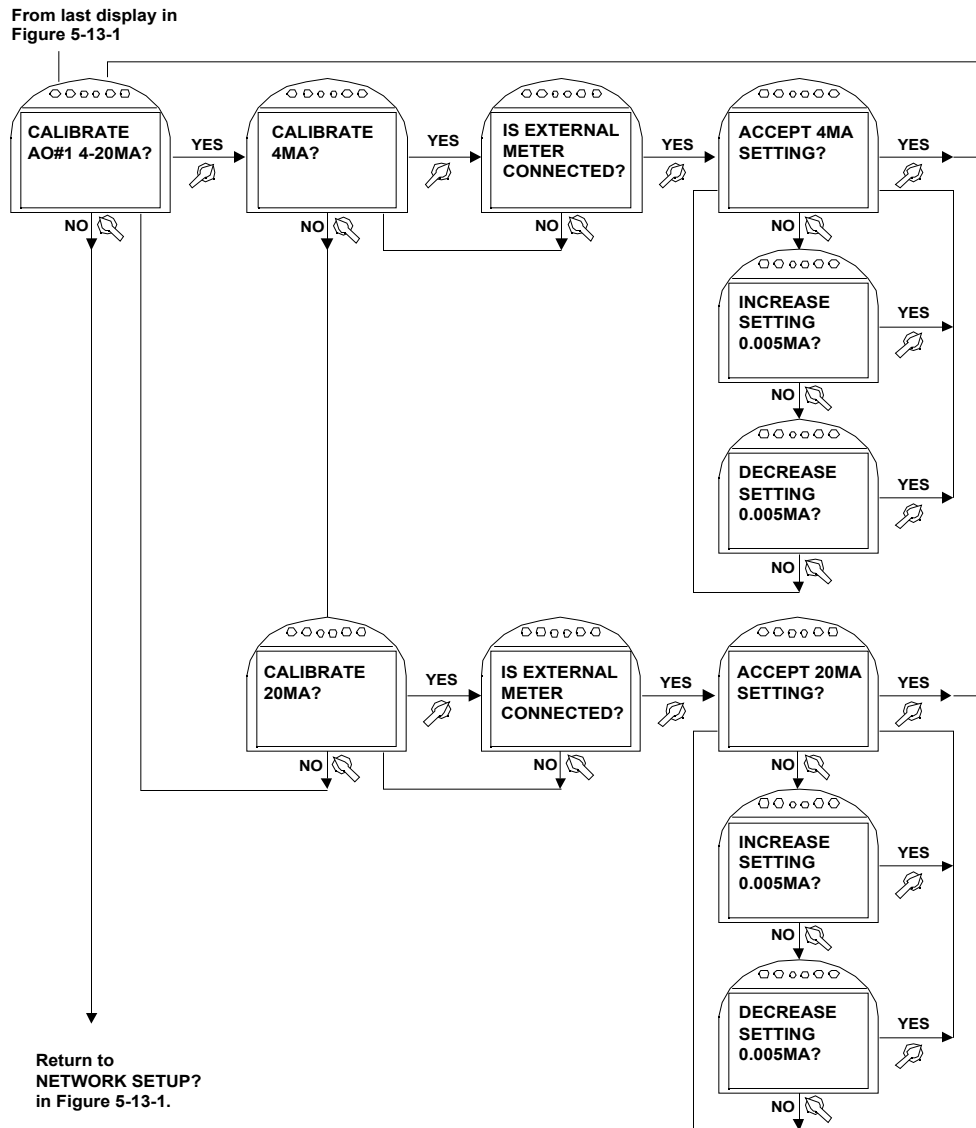 From last display in
Figure 5-13-1
CALIBRATE
AO#1 4-20MA?
YES
NO
CALIBRATE
4MA?
YES
NO
IS EXTERNAL
METER
CONNECTED?
YES
NO
ACCEPT 4MA
SETTING?
YES
NO
INCREASE
SETTING
0.005MA?
YES
NO
DECREASE
SETTING
0.005MA?
YES
NO
CALIBRATE
20MA?
YES
NO
IS EXTERNAL
METER
CONNECTED?
YES
NO
ACCEPT 20MA
SETTING?
YES
NO
INCREASE
SETTING
0.005MA?
YES
NO
DECREASE
SETTING
0.005MA?
YES
NO
Return to
NETWORK SETUP?
in Figure 5-13-1.